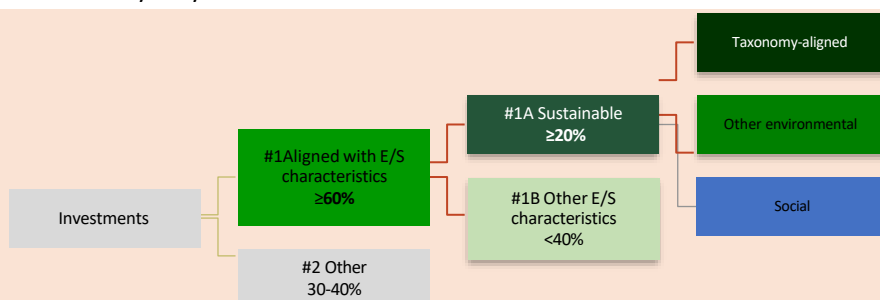 Investments
#1Aligned with E/S
characteristics
≥60%
#2 Other
30-40%
#1A Sustainable
≥20%
#1B Other E/S
characteristics
<40%
Taxonomy-aligned
Other environmental
Social